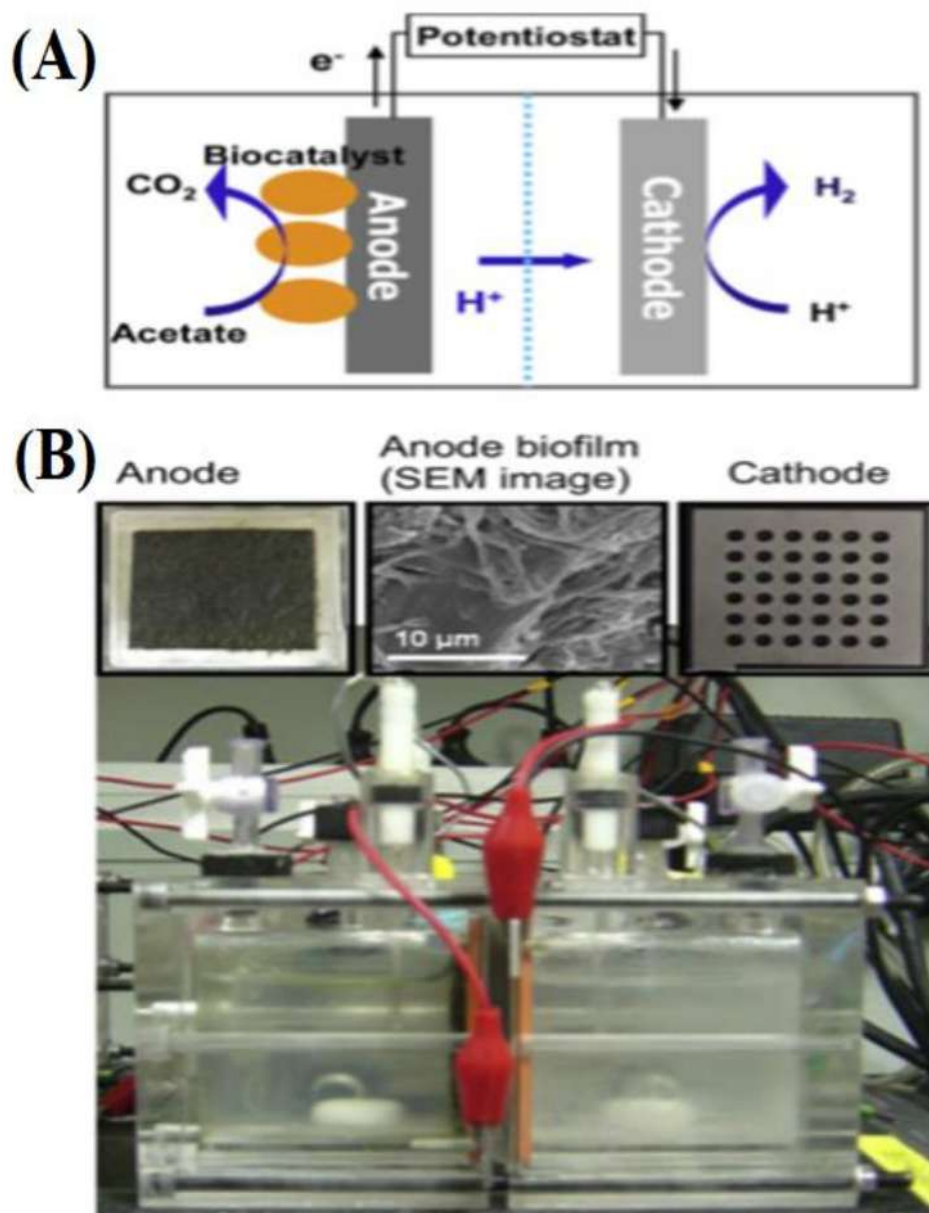 (A)
Potentiostat
e⁻
Biocatalyst
CO₂
Anode
Cathode
H₂
H⁺
H⁺
Acetate
(B)
Anode
Anode biofilm
(SEM image)
Cathode
10 μm